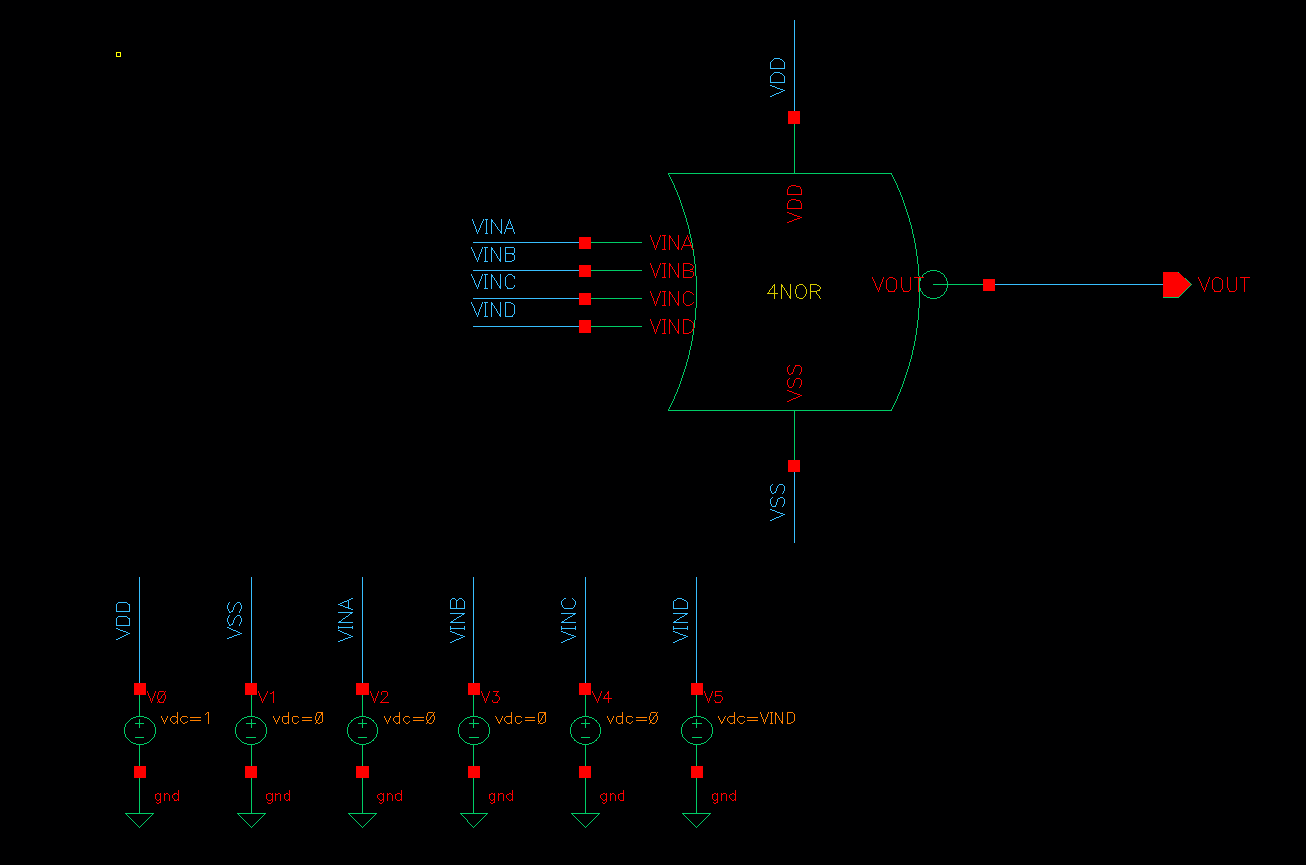 VDD
VDD
VINA
VINA
VINB
VINB
VINC
VINC
VIND
VIND
4NOR
VOUT
VOUT
VSS
VSS
VDD
VSS
VINA
VINB
VINC
VIND
V0
V1
V2
V3
V4
V5
vdc=1
vdc=0
vdc=0
vdc=0
vdc=0
vdc=VIND
gnd
gnd
gnd
gnd
gnd
gnd